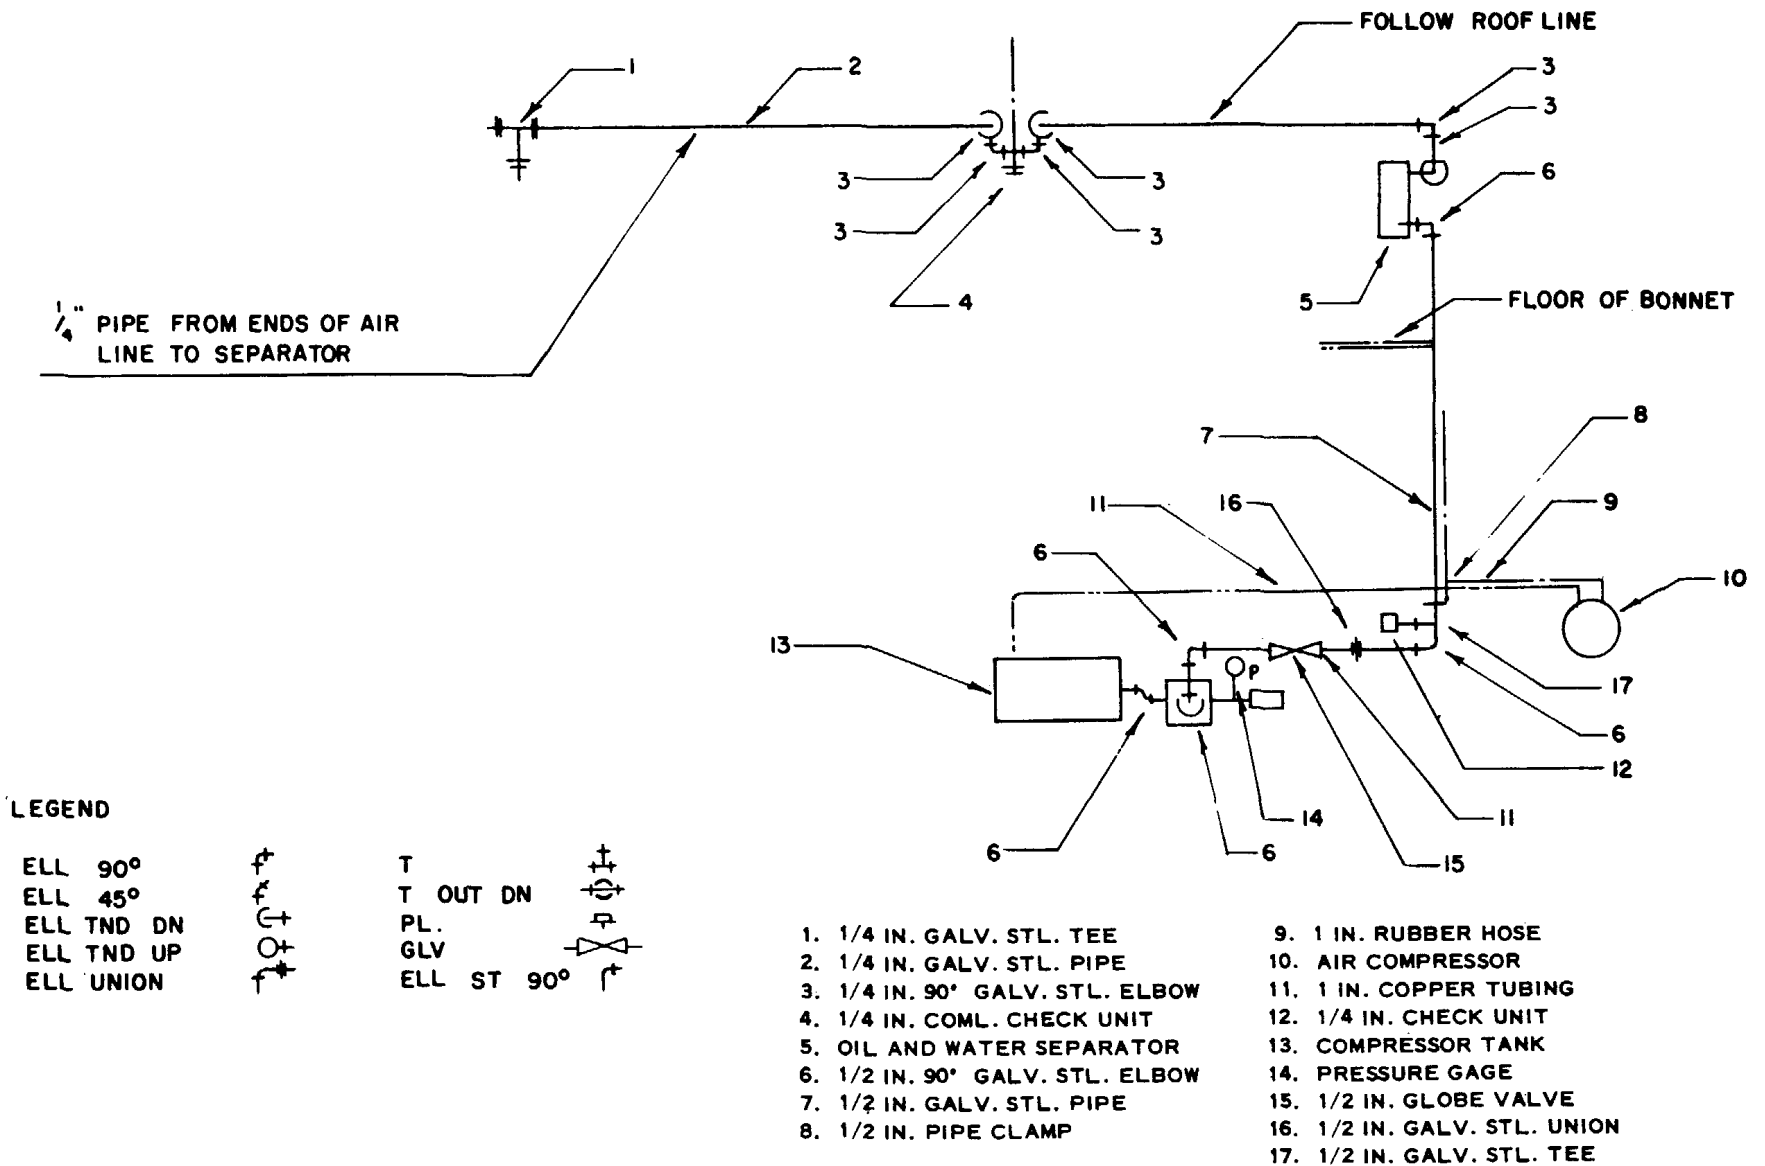 FOLLOW ROOF LINE
1
2
3
3
3
3
6
3
3
5
4
FLOOR OF BONNET
1/4" PIPE FROM ENDS OF AIR
LINE TO SEPARATOR
8
7
11
16
9
6
10
13
17
6
12
P
14
11
6
6
15
LEGEND
ELL 90°
ELL 45°
ELL TND DN
ELL TND UP
ELL UNION
T
T OUT DN
PL.
GLV
ELL ST 90°
1. 1/4 IN. GALV. STL. TEE
2. 1/4 IN. GALV. STL. PIPE
3. 1/4 IN. 90° GALV. STL. ELBOW
4. 1/4 IN. COML. CHECK UNIT
5. OIL AND WATER SEPARATOR
6. 1/2 IN. 90° GALV. STL. ELBOW
7. 1/2 IN. GALV. STL. PIPE
8. 1/2 IN. PIPE CLAMP
9. 1 IN. RUBBER HOSE
10. AIR COMPRESSOR
11. 1 IN. COPPER TUBING
12. 1/4 IN. CHECK UNIT
13. COMPRESSOR TANK
14. PRESSURE GAGE
15. 1/2 IN. GLOBE VALVE
16. 1/2 IN. GALV. STL. UNION
17. 1/2 IN. GALV. STL. TEE